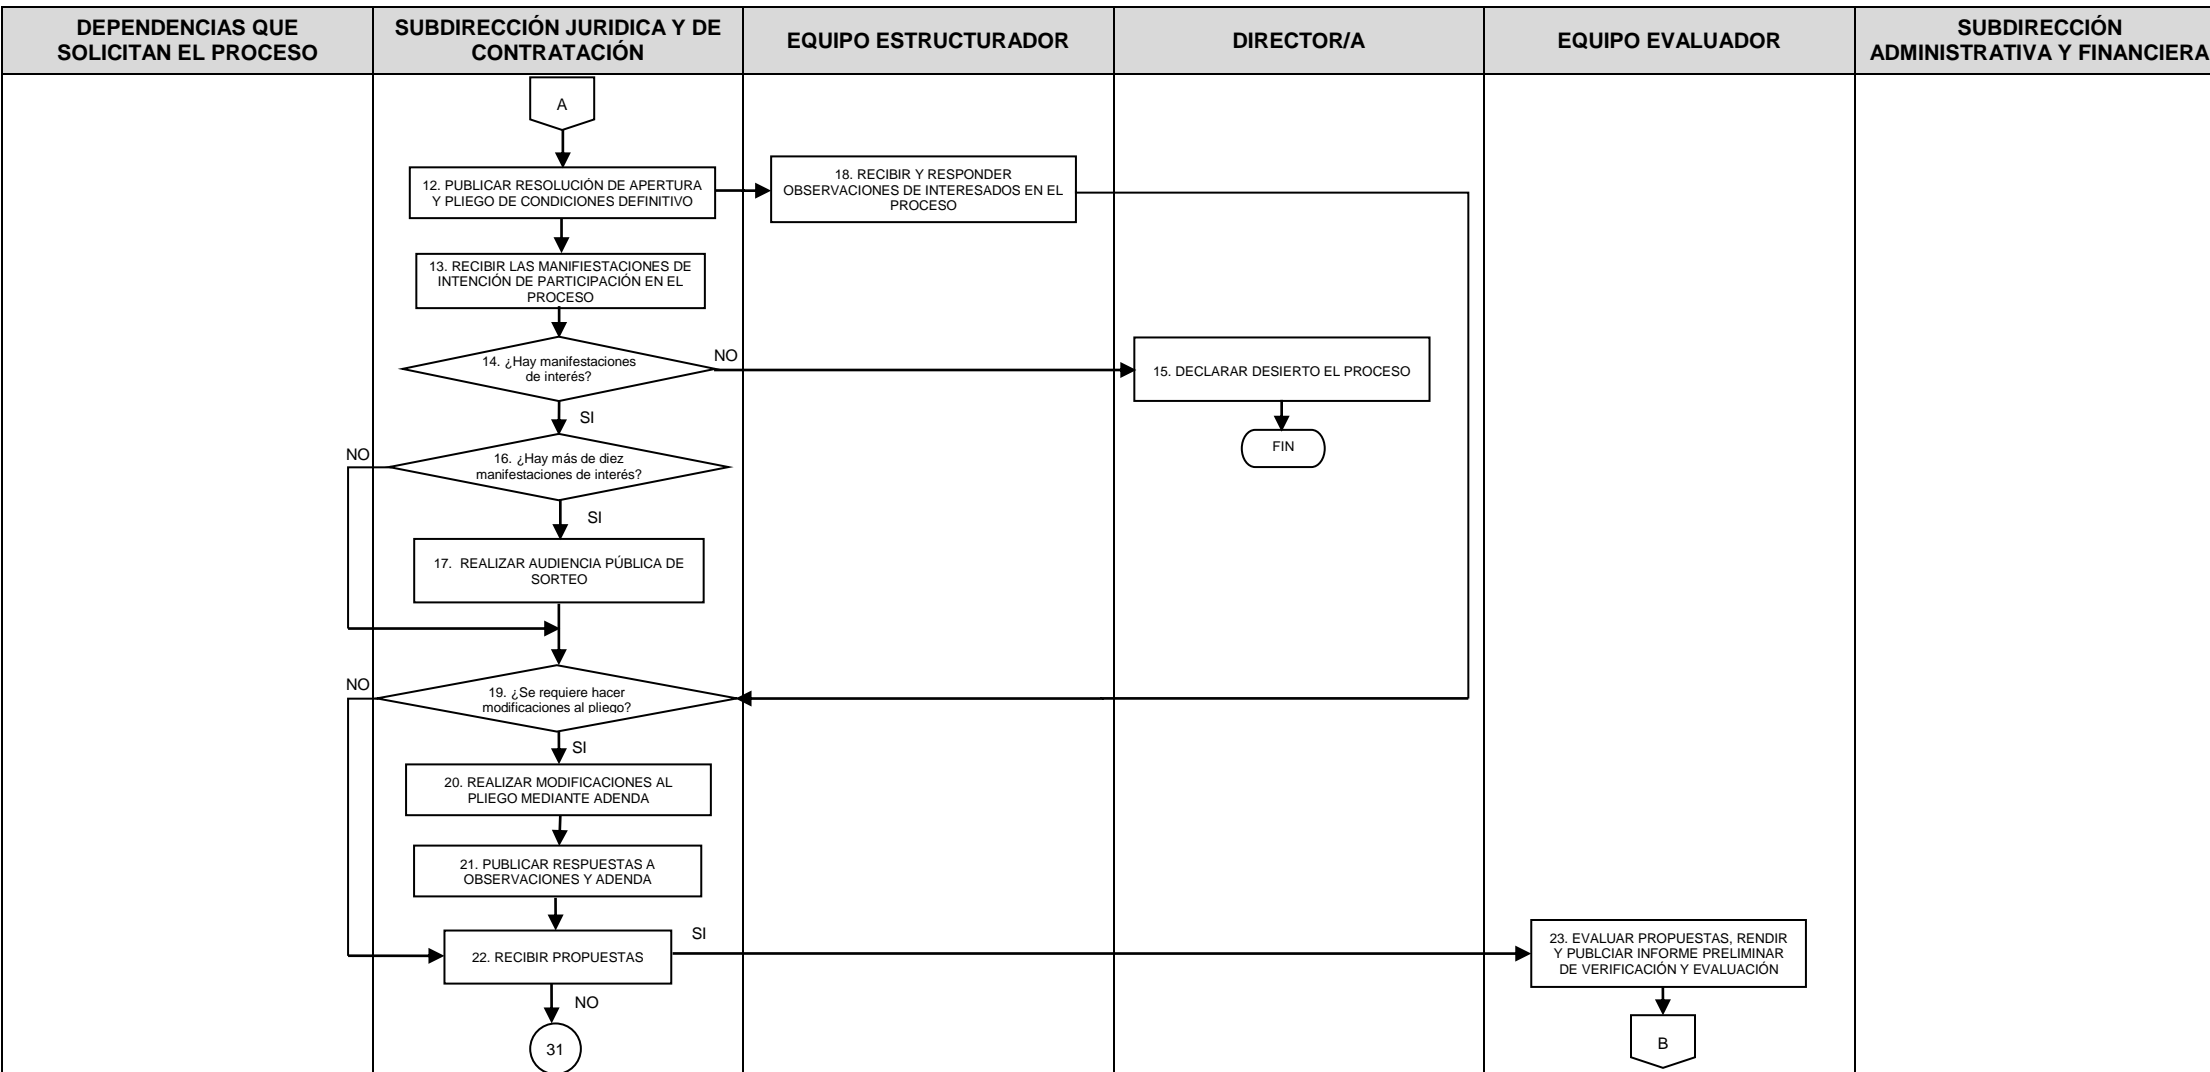 DEPENDENCIAS QUE
SOLICITAN EL PROCESO
SUBDIRECCIÓN JURIDICA Y DE
CONTRATACIÓN
EQUIPO ESTRUCTURADOR
DIRECTOR/A
EQUIPO EVALUADOR
SUBDIRECCIÓN
ADMINISTRATIVA Y FINANCIERA
A
12. PUBLICAR RESOLUCIÓN DE APERTURA
Y PLIEGO DE CONDICIONES DEFINITIVO
18. RECIBIR Y RESPONDER
OBSERVACIONES DE INTERESADOS EN EL
PROCESO
13. RECIBIR LAS MANIFIESTACIONES DE
INTENCIÓN DE PARTICIPACIÓN EN EL
PROCESO
14. ¿Hay manifestaciones
de interés?
NO
15. DECLARAR DESIERTO EL PROCESO
SI
FIN
NO
16. ¿Hay más de diez
manifestaciones de interés?
SI
17. REALIZAR AUDIENCIA PÚBLICA DE
SORTEO
NO
19. ¿Se requiere hacer
modificaciones al pliego?
SI
20. REALIZAR MODIFICACIONES AL
PLIEGO MEDIANTE ADENDA
21. PUBLICAR RESPUESTAS A
OBSERVACIONES Y ADENDA
22. RECIBIR PROPUESTAS
SI
23. EVALUAR PROPUESTAS, RENDIR
Y PUBLCIAR INFORME PRELIMINAR
DE VERIFICACIÓN Y EVALUACIÓN
NO
31
B